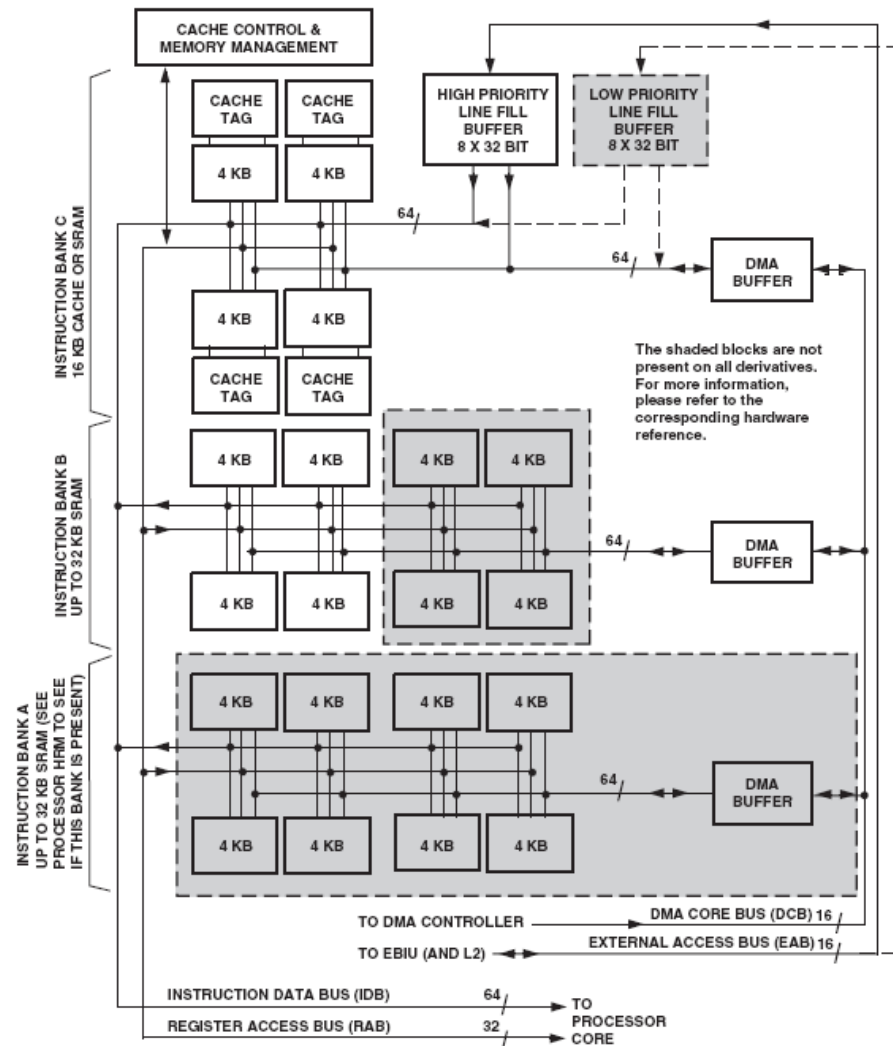 CACHE CONTROL &
MEMORY MANAGEMENT
CACHE
TAG
CACHE
TAG
HIGH PRIORITY
LINE FILL
BUFFER
8 X 32 BIT
LOW PRIORITY
LINE FILL
BUFFER
8 X 32 BIT
4 KB
4 KB
64
64
DMA
BUFFER
INSTRUCTION BANK C
16 KB CACHE OR SRAM
4 KB
4 KB
CACHE
TAG
CACHE
TAG
The shaded blocks are not
present on all derivatives.
For more information,
please refer to the
corresponding hardware
reference.
INSTRUCTION BANK B
UP TO 32 KB SRAM
4 KB
4 KB
4 KB
4 KB
64
DMA
BUFFER
4 KB
4 KB
4 KB
4 KB
INSTRUCTION BANK A
UP TO 32 KB SRAM (SEE
PROCESSOR HRM TO SEE
IF THIS BANK IS PRESENT)
4 KB
4 KB
4 KB
4 KB
64
DMA
BUFFER
4 KB
4 KB
4 KB
4 KB
TO DMA CONTROLLER
DMA CORE BUS (DCB) 16
TO EBIU (AND L2)
EXTERNAL ACCESS BUS (EAB) 16
INSTRUCTION DATA BUS (IDB)
64
REGISTER ACCESS BUS (RAB)
32
TO
PROCESSOR
CORE